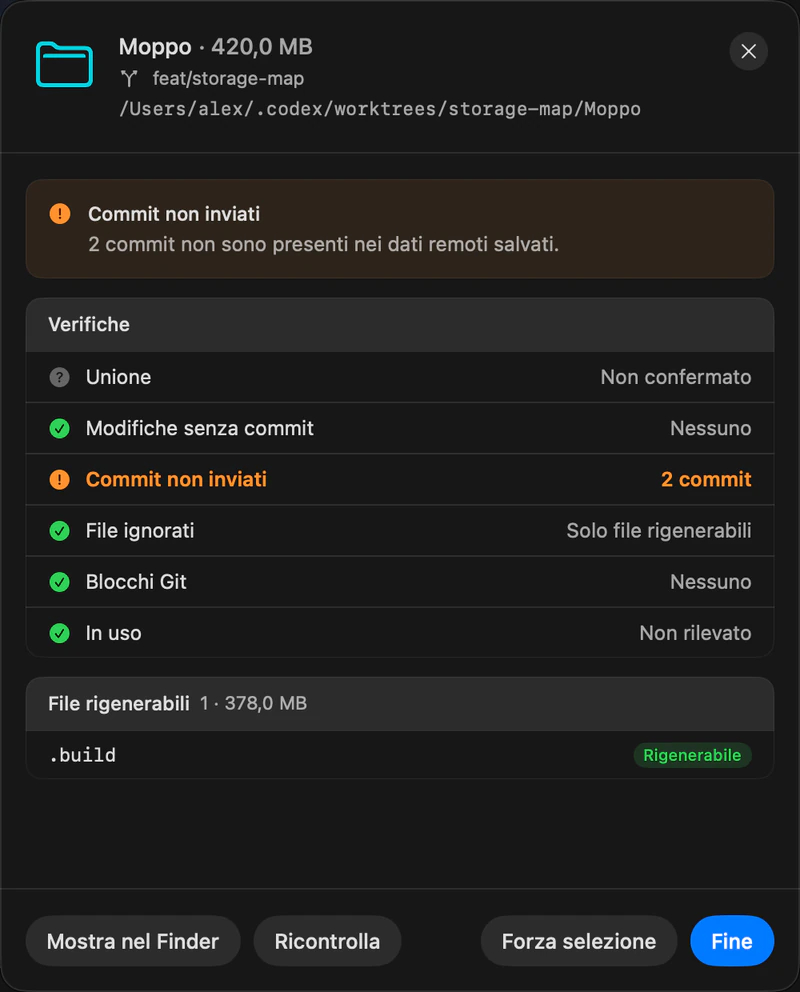 Moppo · 420,0 MB
feat/storage-map
/Users/alex/.codex/worktrees/storage-map/Moppo
Commit non inviati
2 commit non sono presenti nei dati remoti salvati.
Verifiche
Unione Non confermato
Modifiche senza commit Nessuno
Commit non inviati 2 commit
File ignorati Solo file rigenerabili
Blocchi Git Nessuno
In uso Non rilevato
File rigenerabili 1 · 378,0 MB
.build Rigenerabile
Mostra nel Finder Ricontrolla Forza selezione Fine